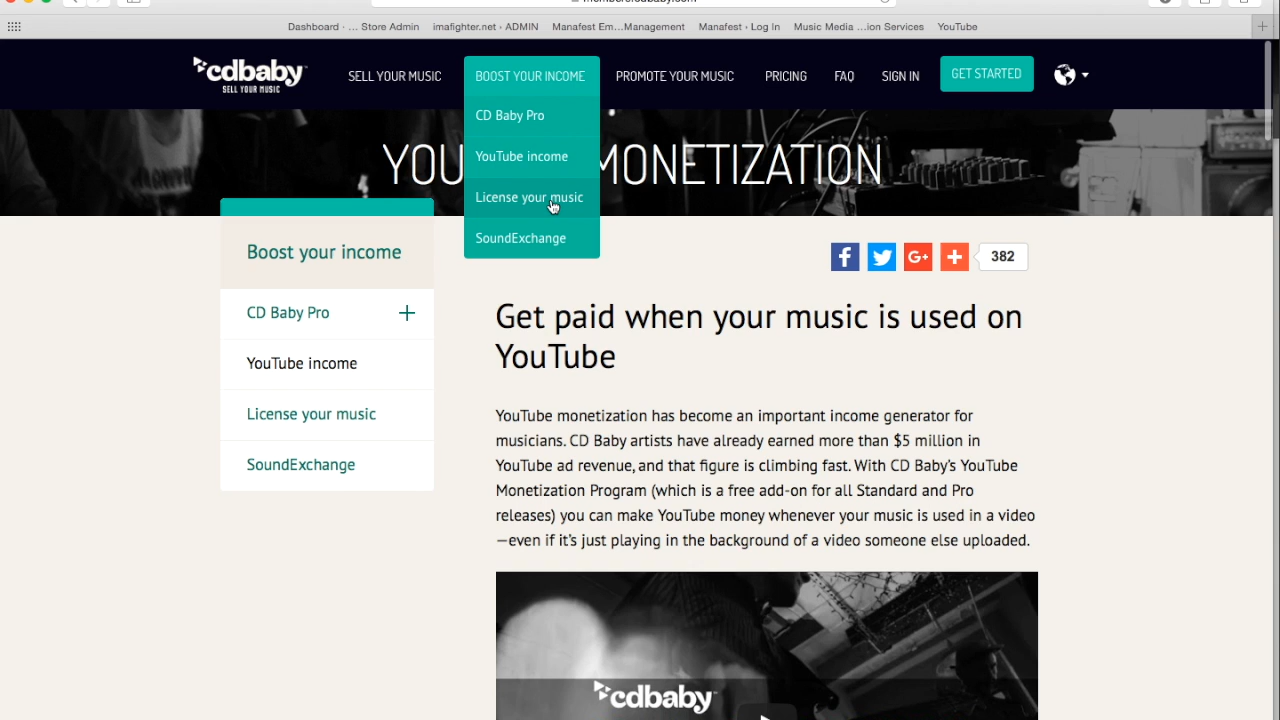 Dashboard · ... Store Admin imafighter.net · ADMIN Manafest Em...Management Manafest › Log In Music Media ...ion Services YouTube
cdbaby
SELL YOUR MUSIC
SELL YOUR MUSIC BOOST YOUR INCOME PROMOTE YOUR MUSIC PRICING FAQ SIGN IN GET STARTED
CD Baby Pro
YouTube income
License your music
SoundExchange
YOU MONETIZATION
Boost your income
CD Baby Pro +
YouTube income
License your music
SoundExchange
382
Get paid when your music is used on
YouTube
YouTube monetization has become an important income generator for
musicians. CD Baby artists have already earned more than $5 million in
YouTube ad revenue, and that figure is climbing fast. With CD Baby's YouTube
Monetization Program (which is a free add-on for all Standard and Pro
releases) you can make YouTube money whenever your music is used in a video
—even if it's just playing in the background of a video someone else uploaded.
cdbaby